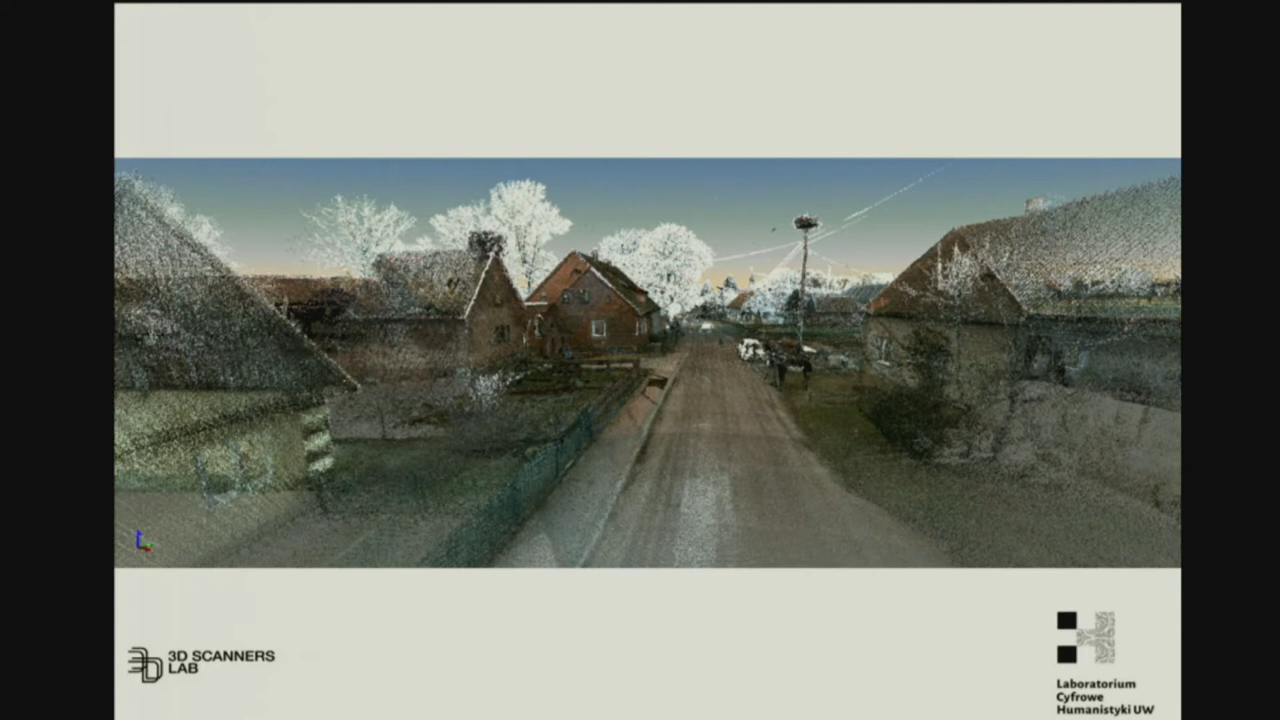 3D SCANNERS
LAB
Laboratorium
Cyfrowe
Humanistyki UW